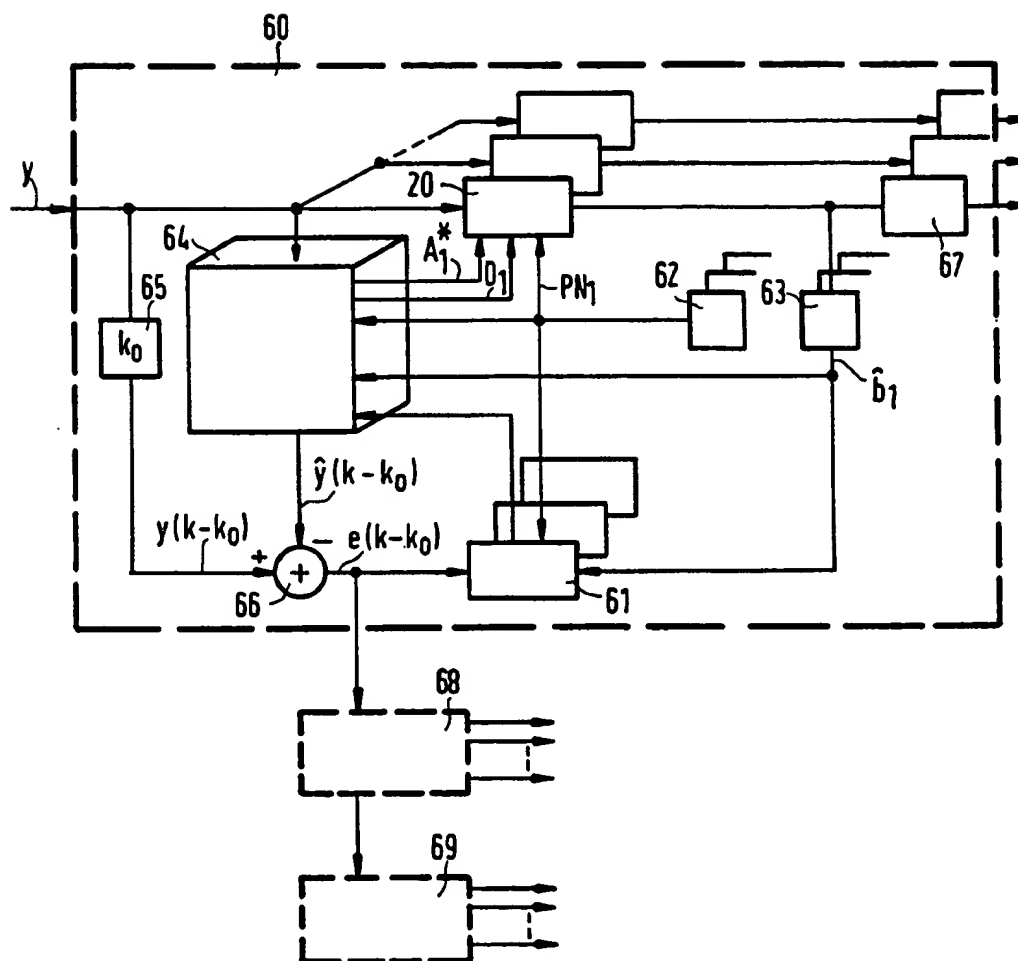 60
y
20
64
A₁*
D₁
PN₁
62
63
67
65
k₀
b̂₁
ŷ(k-k₀)
y(k-k₀)
+
−
e(k-k₀)
+
66
61
68
69